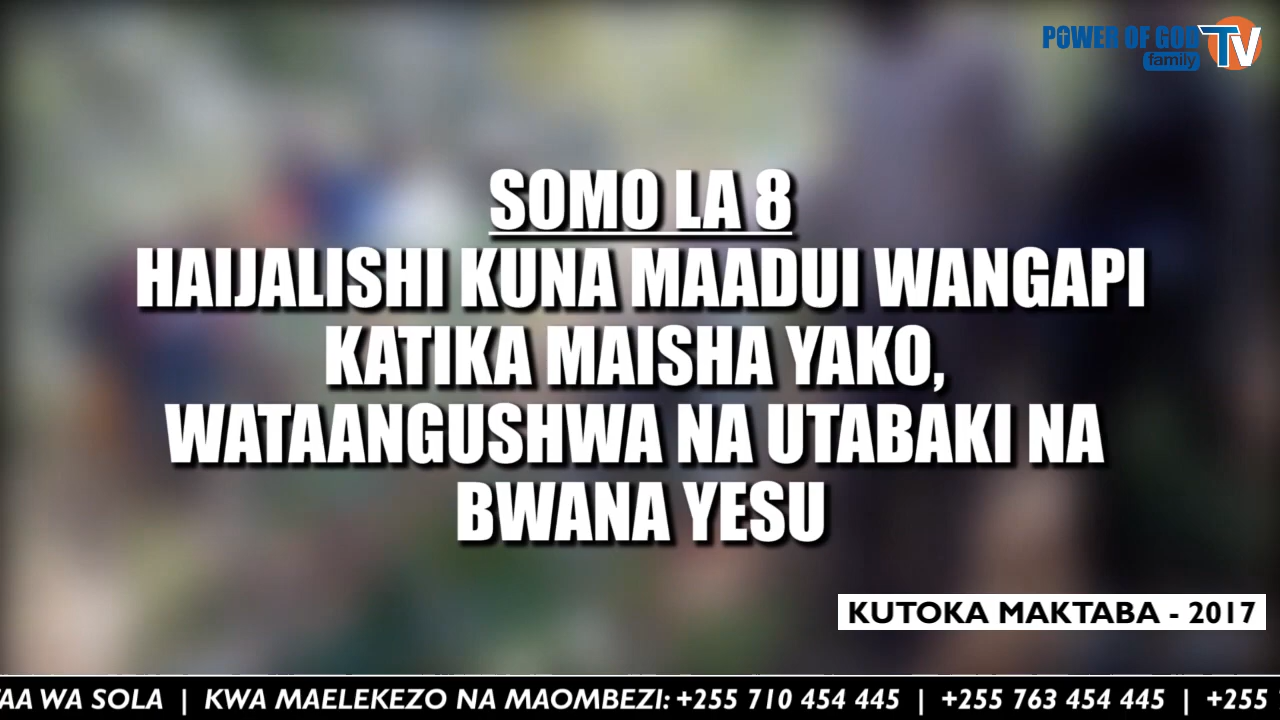 POWER OF GOD TV
family
SOMO LA 8
HAIJALISHI KUNA MAADUI WANGAPI
KATIKA MAISHA YAKO,
WATAANGUSHWA NA UTABAKI NA
BWANA YESU
KUTOKA MAKTABA - 2017
WA SOLA | KWA MAELEKEZO NA MAOMBEZI: +255 710 454 445 | +255 763 454 445 | +255